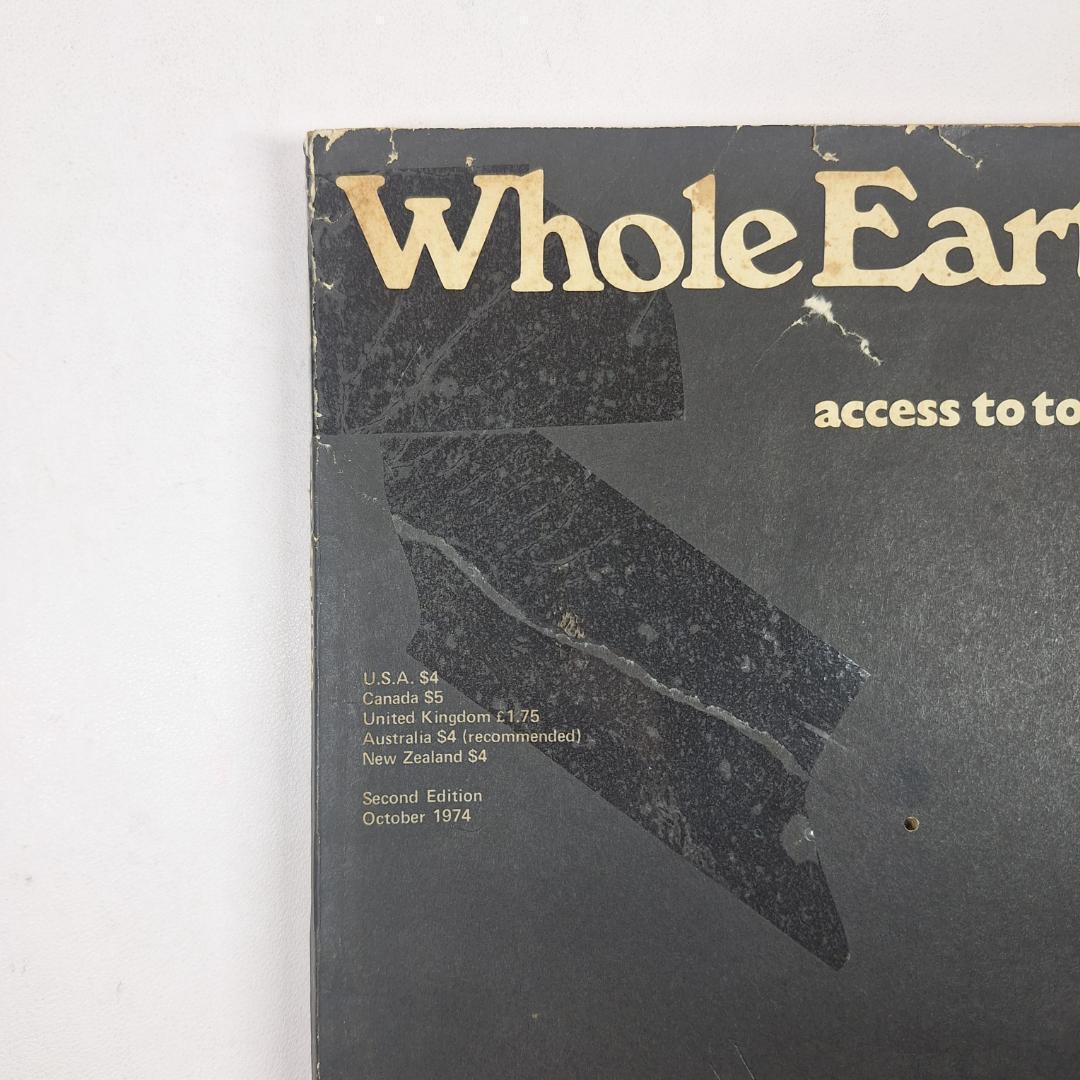 Whole Eart
access to to
U.S.A. $4
Canada $5
United Kingdom £1.75
Australia $4 (recommended)
New Zealand $4
Second Edition
October 1974